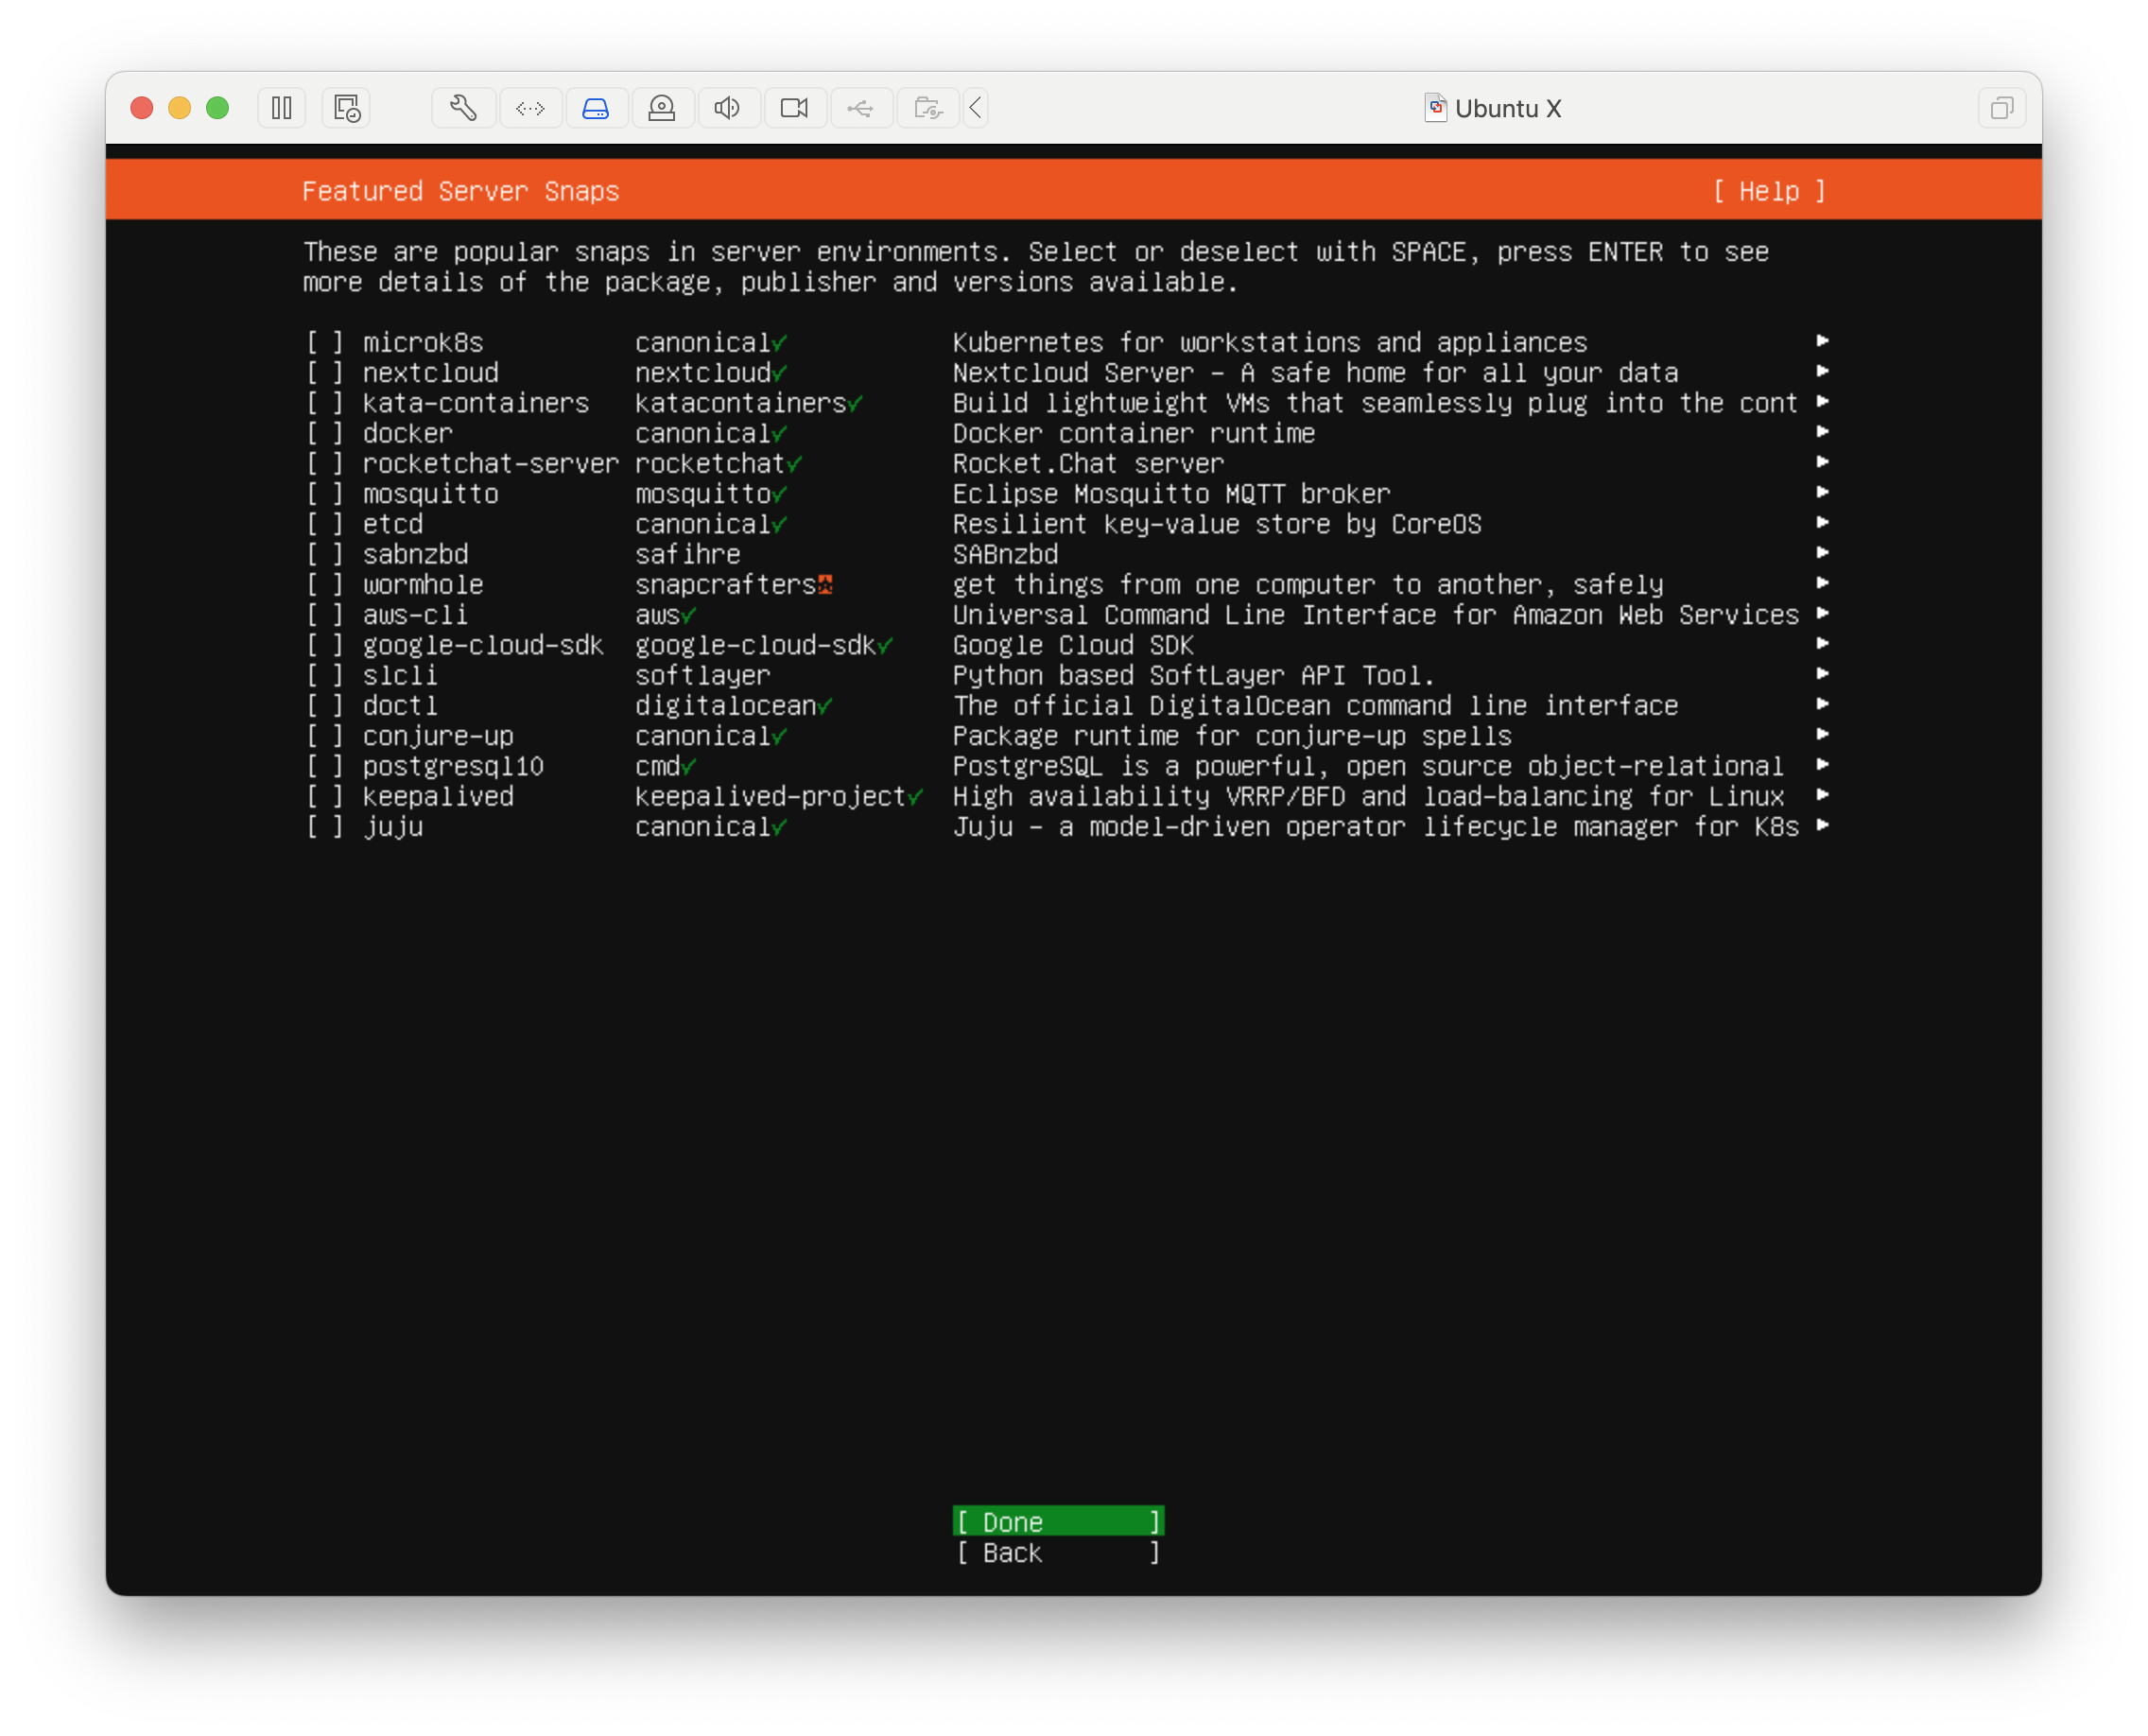 Ubuntu X
Featured Server Snaps [ Help ]
These are popular snaps in server environments. Select or deselect with SPACE, press ENTER to see
more details of the package, publisher and versions available.
[ ] microk8s canonical✓ Kubernetes for workstations and appliances ▸
[ ] nextcloud nextcloud✓ Nextcloud Server - A safe home for all your data ▸
[ ] kata-containers katacontainers✓ Build lightweight VMs that seamlessly plug into the cont ▸
[ ] docker canonical✓ Docker container runtime ▸
[ ] rocketchat-server rocketchat✓ Rocket.Chat server ▸
[ ] mosquitto mosquitto✓ Eclipse Mosquitto MQTT broker ▸
[ ] etcd canonical✓ Resilient key-value store by CoreOS ▸
[ ] sabnzbd safihre SABnzbd ▸
[ ] wormhole snapcrafters get things from one computer to another, safely ▸
[ ] aws-cli aws✓ Universal Command Line Interface for Amazon Web Services ▸
[ ] google-cloud-sdk google-cloud-sdk✓ Google Cloud SDK ▸
[ ] slcli softlayer Python based SoftLayer API Tool. ▸
[ ] doctl digitalocean✓ The official DigitalOcean command line interface ▸
[ ] conjure-up canonical✓ Package runtime for conjure-up spells ▸
[ ] postgresql10 cmd✓ PostgreSQL is a powerful, open source object-relational ▸
[ ] keepalived keepalived-project✓ High availability VRRP/BFD and load-balancing for Linux ▸
[ ] juju canonical✓ Juju - a model-driven operator lifecycle manager for K8s ▸
[ Done ]
[ Back ]